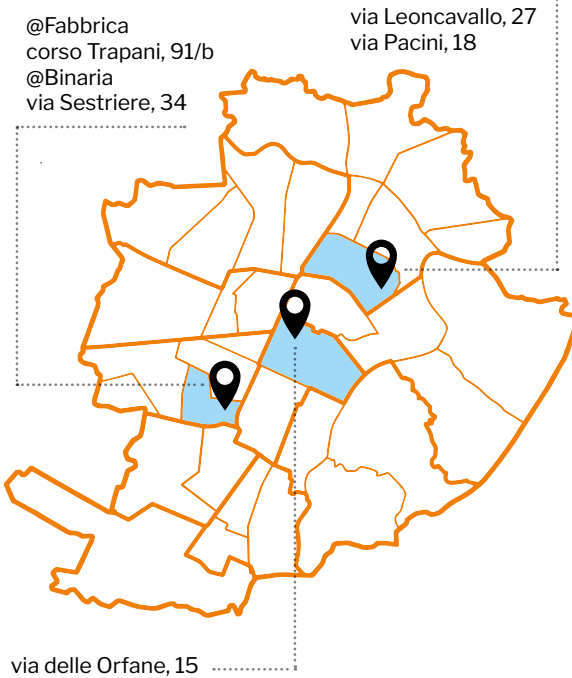 @Fabbrica
corso Trapani, 91/b
@Binaria
via Sestriere, 34
via Leoncavallo, 27
via Pacini, 18
via delle Orfane, 15